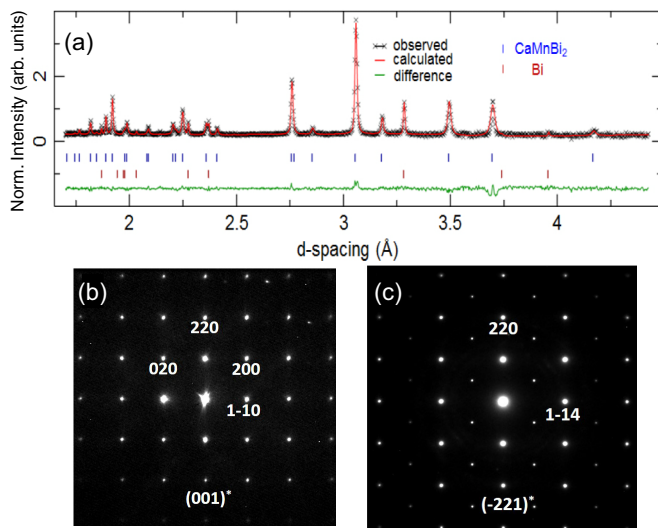 (a)
observed
calculated
difference
CaMnBi₂
Bi
Norm. Intensity (arb. units)
2
0
2
2.5
3
3.5
4
d-spacing (Å)
(b)
220
020
200
1-10
(001)*
(c)
220
1-14
(-221)*